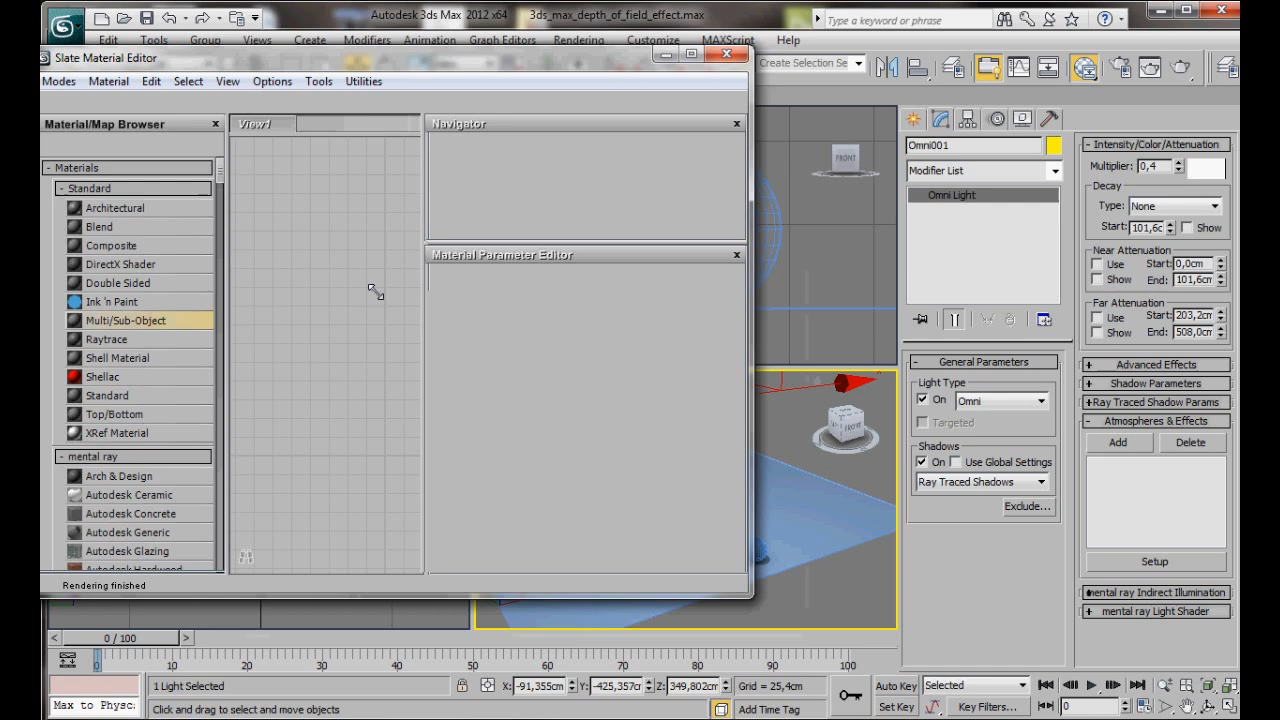 Autodesk 3ds Max 2012 x64 3ds_max_depth_of_field_effect.max Type a keyword or phrase
Edit Tools Group Views Create Modifiers Animation Graph Editors Rendering Customize MAXScript Help
Slate Material Editor
Create Selection Se
Modes Material Edit Select View Options Tools Utilities
Material/Map Browser
View1
Navigator
Materials
Standard
Architectural
Blend
Composite
DirectX Shader
Double Sided
Ink 'n Paint
Multi/Sub-Object
Raytrace
Shell Material
Shellac
Standard
Top/Bottom
XRef Material
mental ray
Arch & Design
Autodesk Ceramic
Autodesk Concrete
Autodesk Generic
Autodesk Glazing
Autodesk Hardwood
Rendering finished
Material Parameter Editor
FRONT
FRONT
Omni001
Modifier List
Omni Light
General Parameters
Light Type
On Omni
Targeted
Shadows
On Use Global Settings
Ray Traced Shadows
Exclude...
Intensity/Color/Attenuation
Multiplier: 0,4
Decay
Type: None
Start: 101,6c Show
Near Attenuation
Use Start: 0,0cm
Show End: 101,6c
Far Attenuation
Use Start: 203,2cm
Show End: 508,0cm
Advanced Effects
Shadow Parameters
Ray Traced Shadow Params
Atmospheres & Effects
Add Delete
Setup
mental ray Indirect Illumination
mental ray Light Shader
< 0 / 100 >
0 10 20 30 40 50 60 70 80 90 100
1 Light Selected X: -91,355cm Y: -425,357c Z: 349,802cm Grid = 25,4cm Auto Key Selected
Max to Physc: Click and drag to select and move objects Add Time Tag Set Key Key Filters... 0